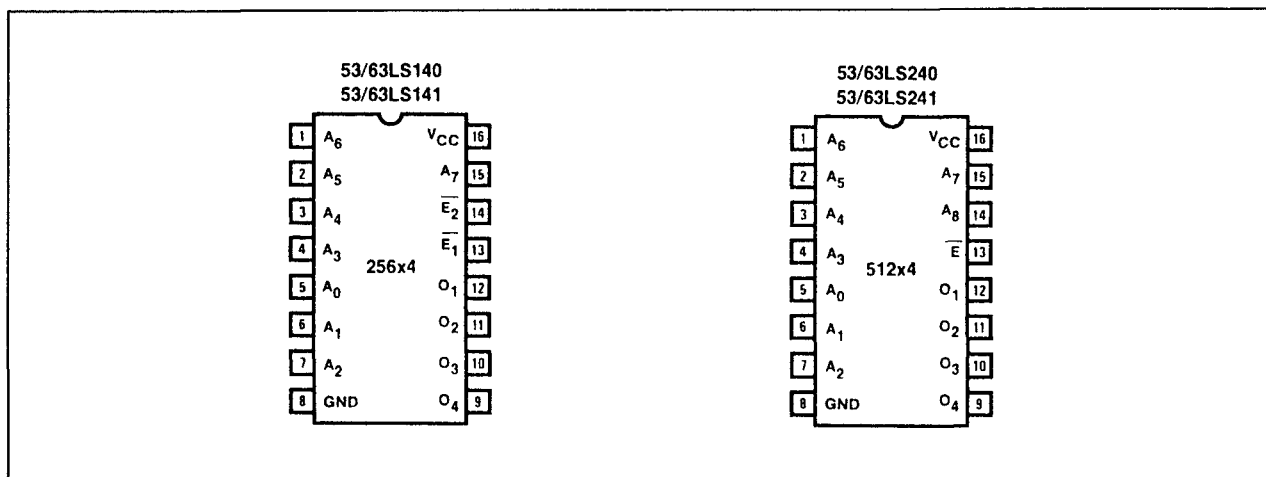 53/63LS140
53/63LS141
1 A6 VCC 16
2 A5 A7 15
3 A4 E̅2̅ 14
4 A3 E̅1̅ 13
256x4
5 A0 O1 12
6 A1 O2 11
7 A2 O3 10
8 GND O4 9
53/63LS240
53/63LS241
1 A6 VCC 16
2 A5 A7 15
3 A4 A8 14
4 A3 E̅ 13
512x4
5 A0 O1 12
6 A1 O2 11
7 A2 O3 10
8 GND O4 9